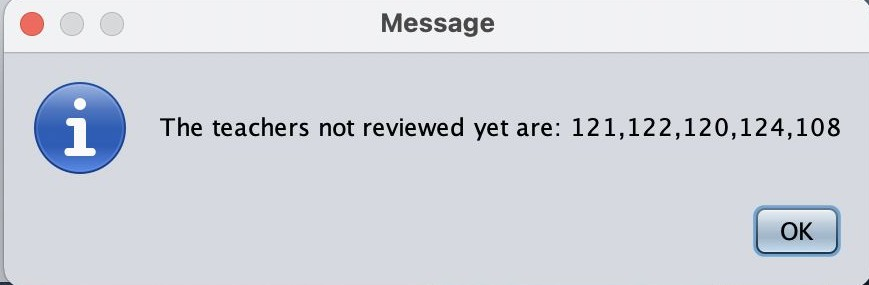 Message
The teachers not reviewed yet are: 121,122,120,124,108
OK